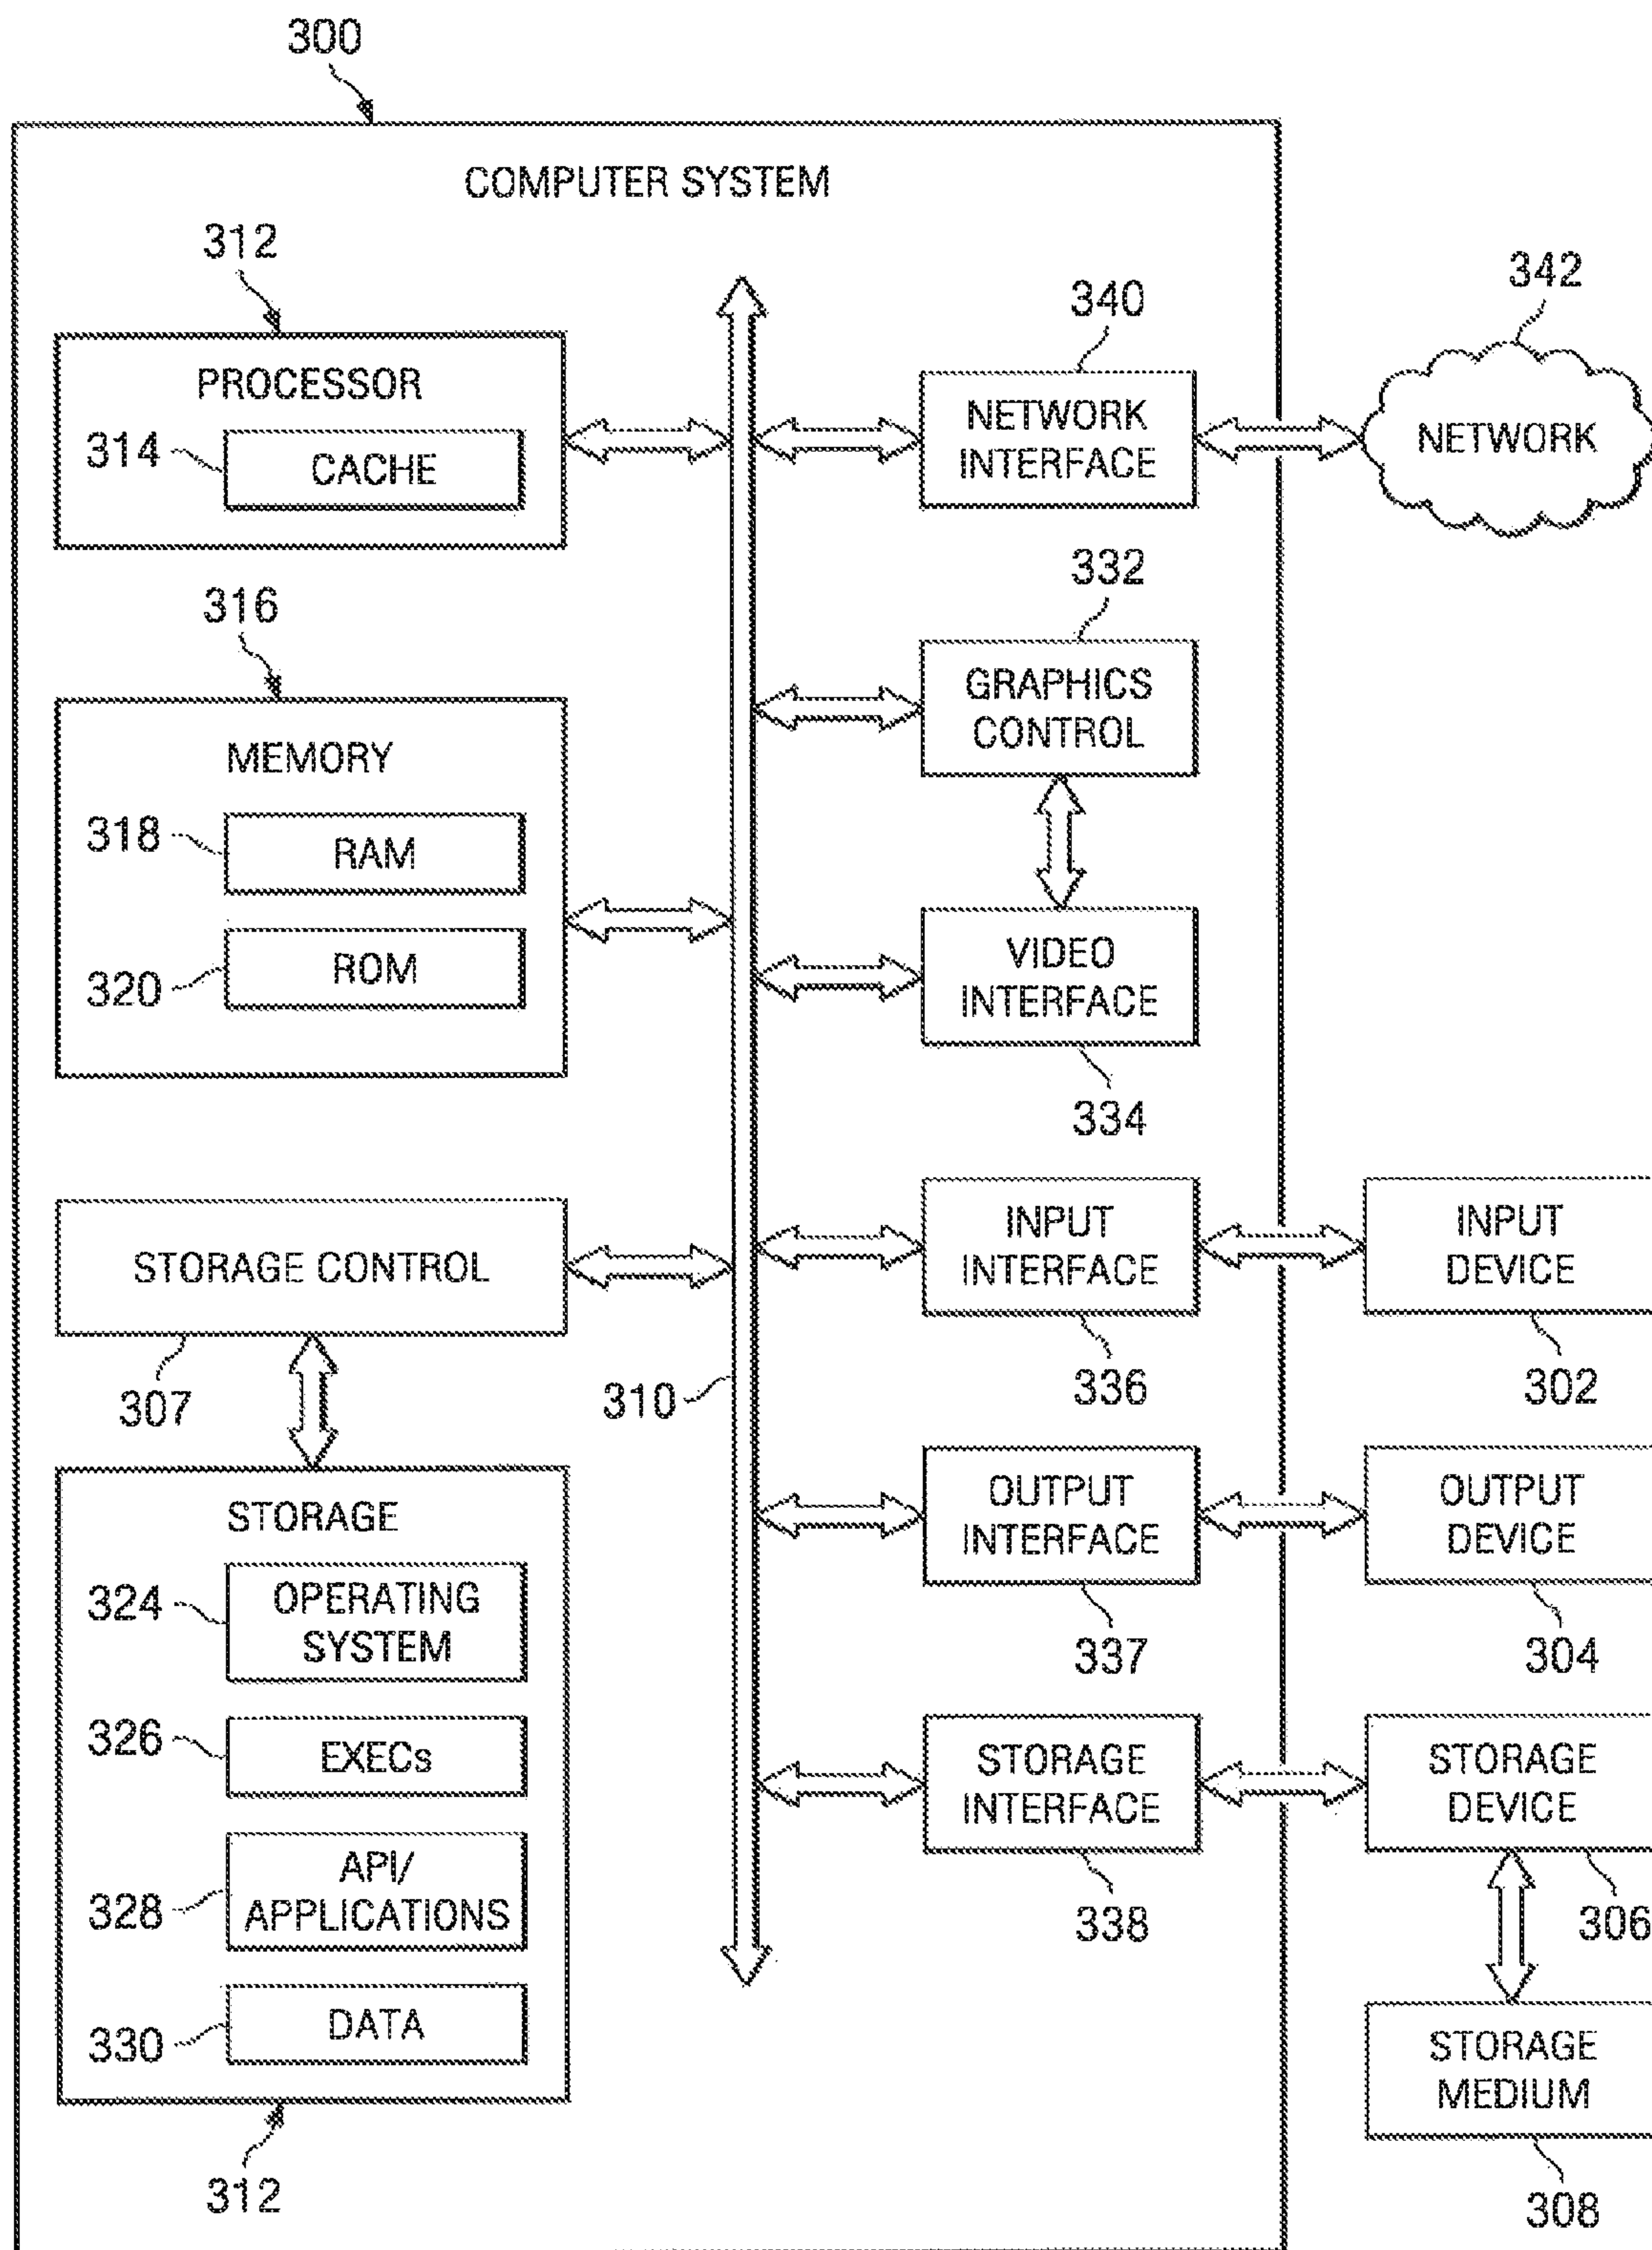 300
COMPUTER SYSTEM
312
PROCESSOR
314
CACHE
316
MEMORY
318
RAM
320
ROM
STORAGE CONTROL
307
STORAGE
324
OPERATING
SYSTEM
326
EXECs
328
API/
APPLICATIONS
330
DATA
312
310
340
NETWORK
INTERFACE
332
GRAPHICS
CONTROL
VIDEO
INTERFACE
334
INPUT
INTERFACE
336
OUTPUT
INTERFACE
337
STORAGE
INTERFACE
338
342
NETWORK
INPUT
DEVICE
302
OUTPUT
DEVICE
304
STORAGE
DEVICE
306
STORAGE
MEDIUM
308